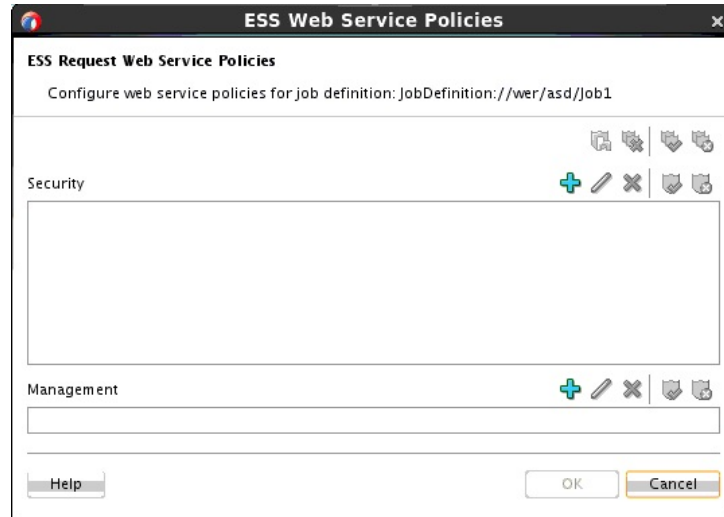 ESS Web Service Policies
ESS Request Web Service Policies
Configure web service policies for job definition: JobDefinition://wer/asd/Job1
Security
Management
Help
OK
Cancel